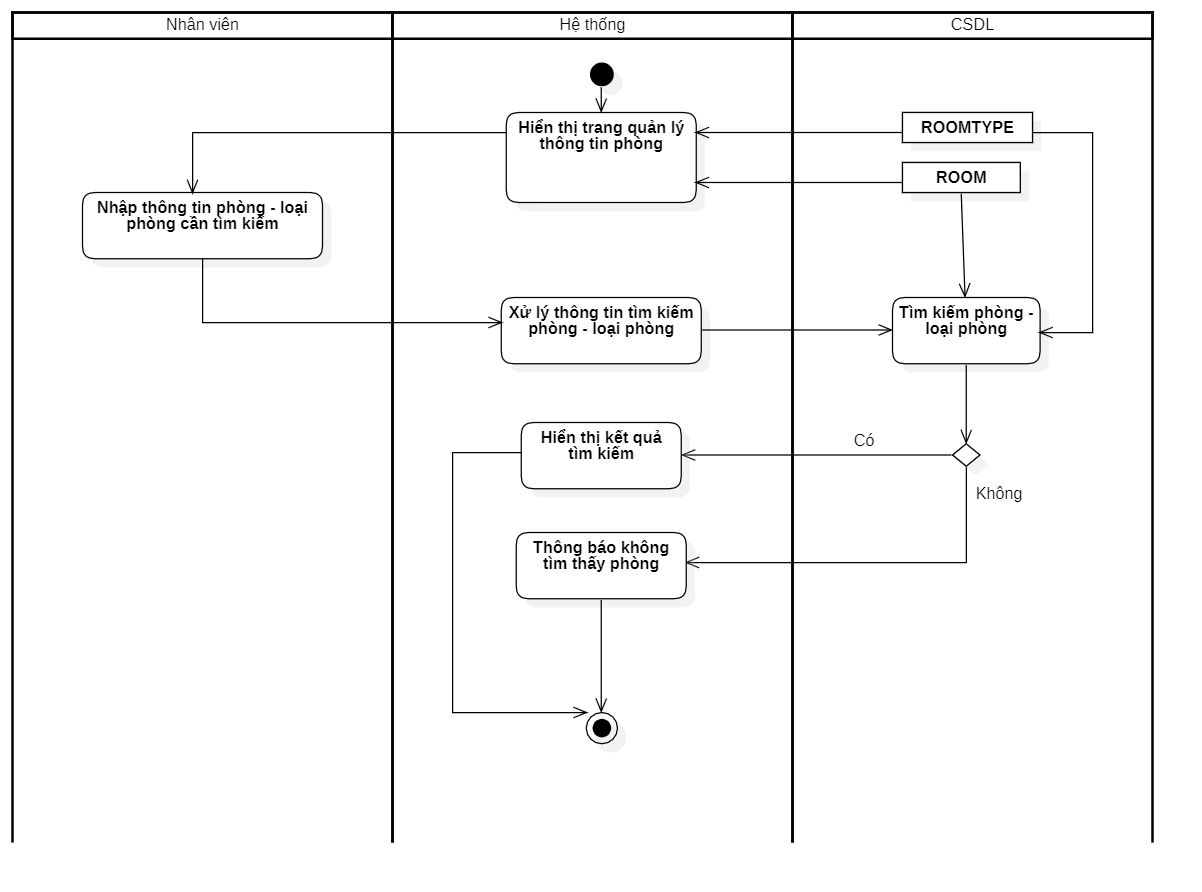 Nhân viên
Hệ thống
CSDL
Hiển thị trang quản lý
thông tin phòng
ROOMTYPE
ROOM
Nhập thông tin phòng - loại
phòng cần tìm kiếm
Xử lý thông tin tìm kiếm
phòng - loại phòng
Tìm kiếm phòng -
loại phòng
Hiển thị kết quả
tìm kiếm
Có
Không
Thông báo không
tìm thấy phòng